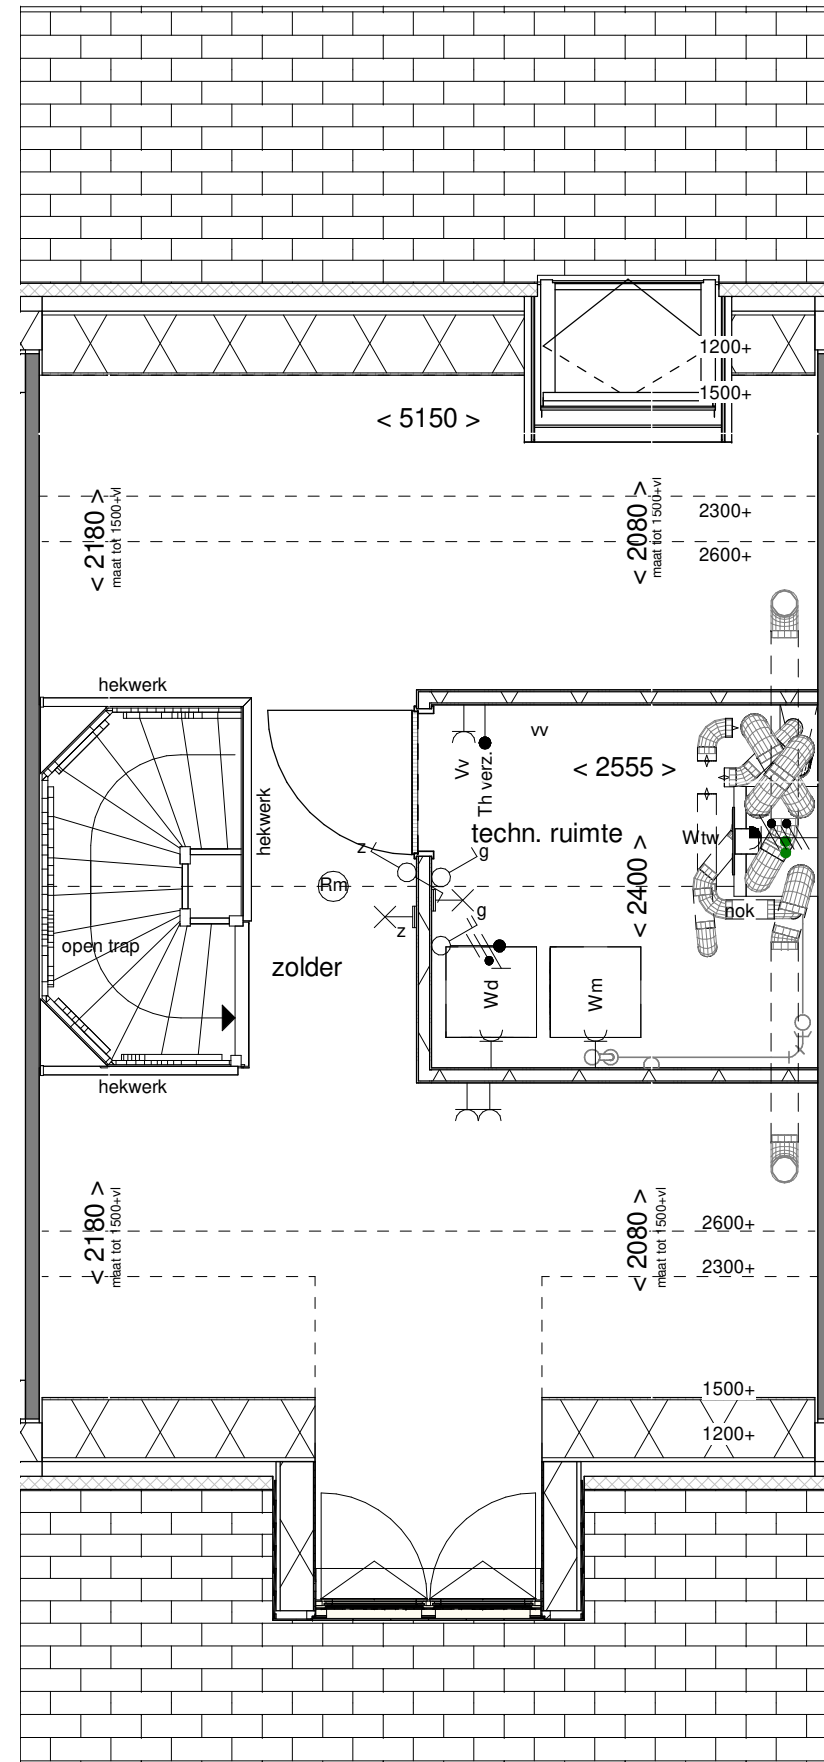 1200+
1500+
< 5150 >
< 2180 >
maat tot 1500+vl
< 2080 >
maat tot 1500+vl
2300+
2600+
hekwerk
hekwerk
vv
Vv
Th verz.
< 2555 >
techn. ruimte
Wtw
z
g
Rm
< 2400 >
g
z
nok
open trap
zolder
Wd
Wm
hekwerk
< 2180 >
maat tot 1500+vl
< 2080 >
maat tot 1500+vl
2600+
2300+
1500+
1200+